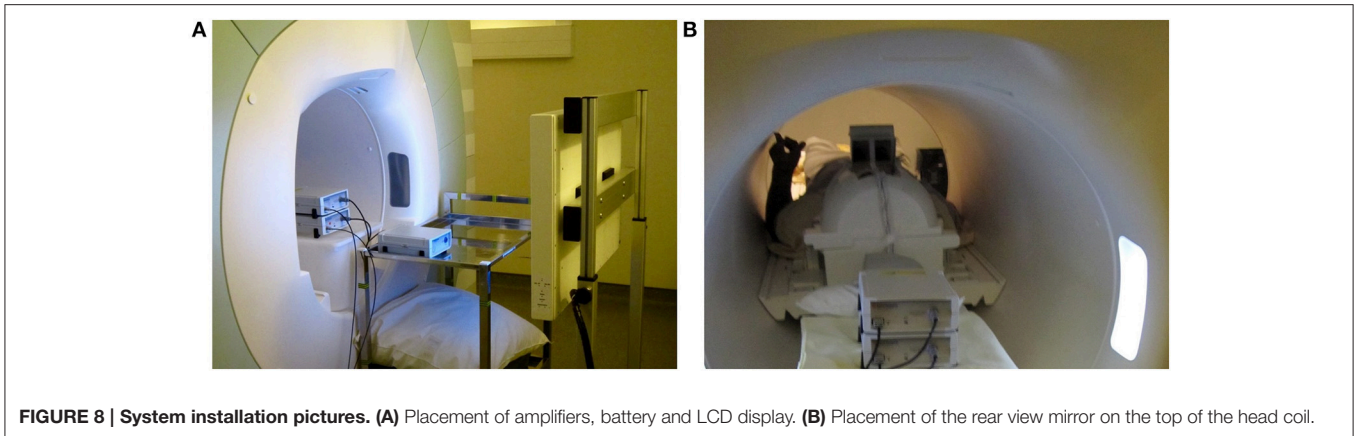 A
B
FIGURE 8 | System installation pictures. (A) Placement of amplifiers, battery and LCD display. (B) Placement of the rear view mirror on the top of the head coil.